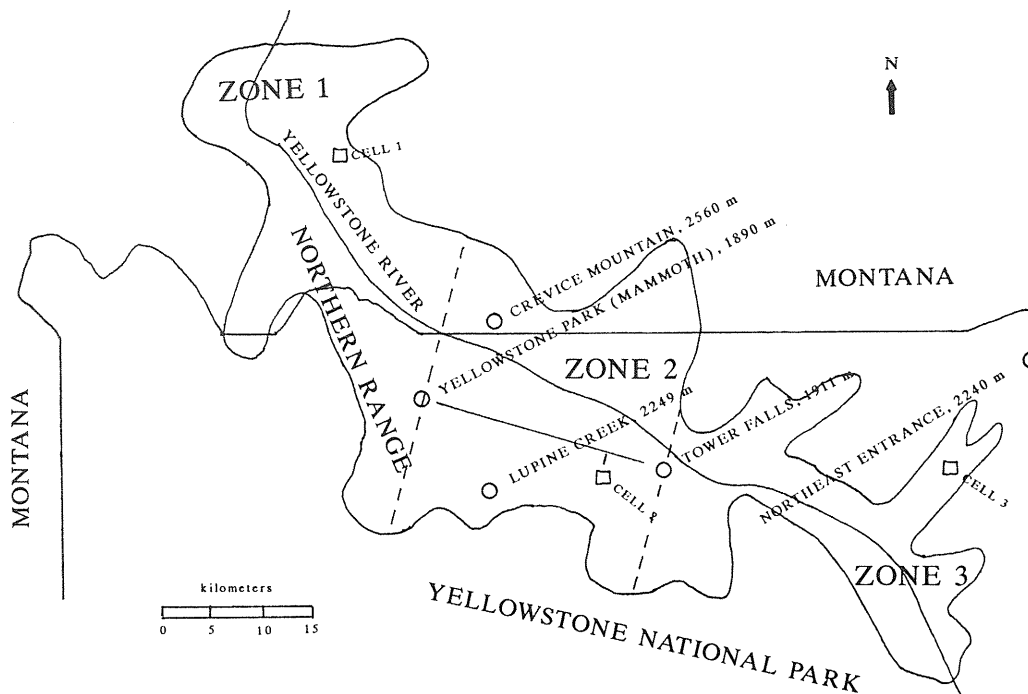 ZONE 1
N
CELL 1
YELLOWSTONE RIVER
NORTHERN RANGE
CREVICE MOUNTAIN, 2560 m
YELLOWSTONE PARK (MAMMOTH), 1890 m
MONTANA
ZONE 2
MONTANA
LUPINE CREEK, 2249 m
TOWER FALLS, 1911 m
NORTHEAST ENTRANCE, 2240 m
CELL 2
CELL 3
ZONE 3
kilometers
0 5 10 15
YELLOWSTONE NATIONAL PARK